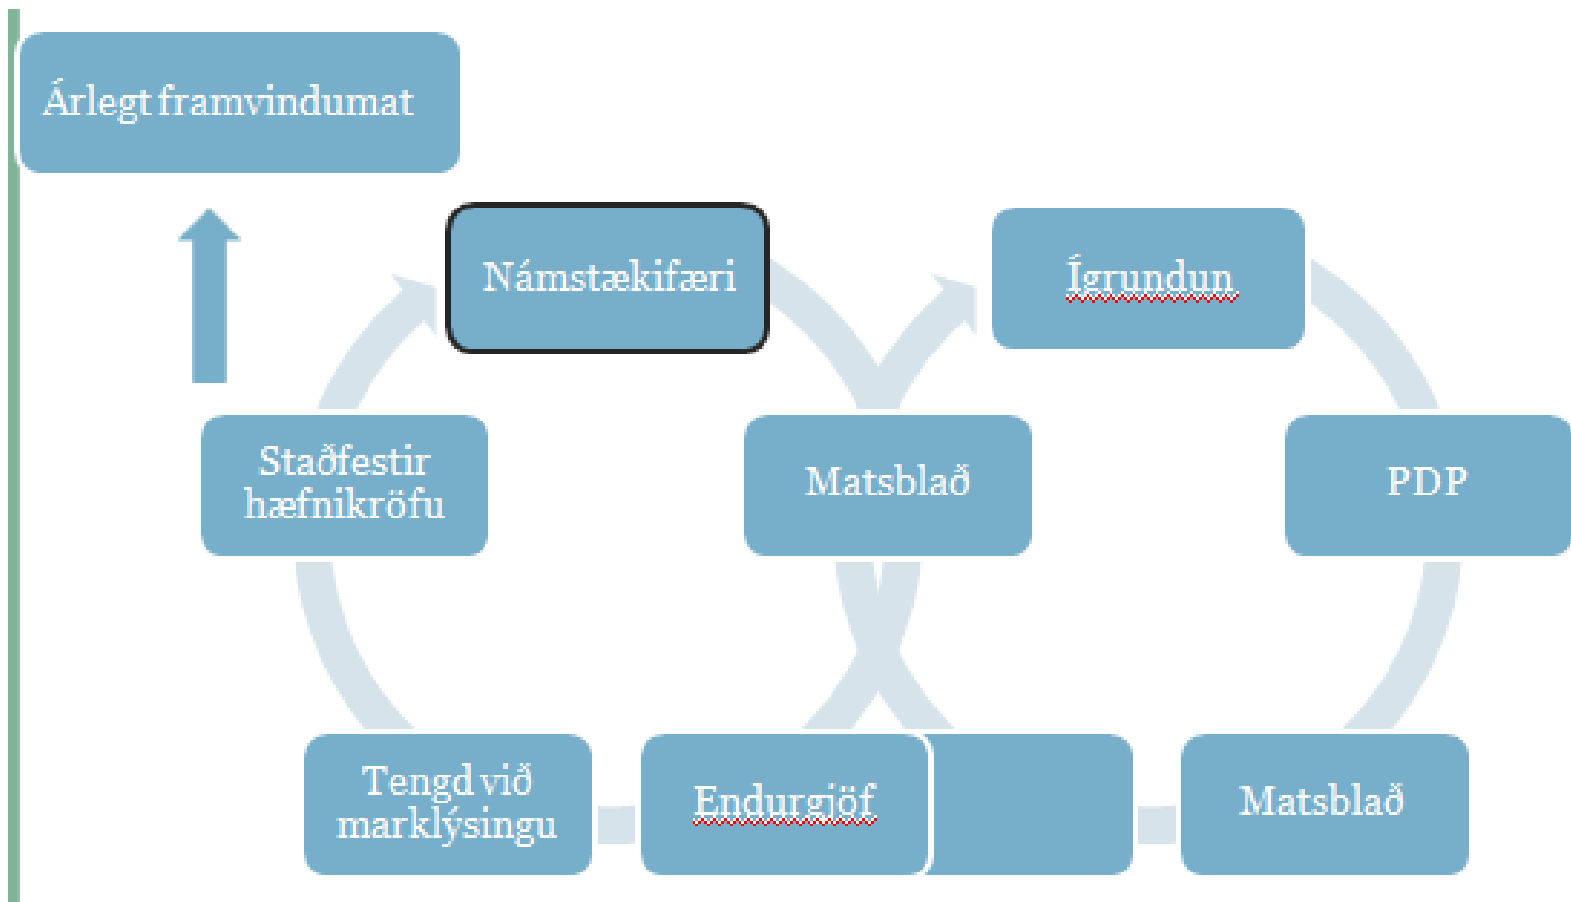 Árlegt framvindumat
Námstækifæri
Ígrundun
Staðfestir
hæfnikröfu
Matsblað
PDP
Tengd við
marklýsingu
Endurgjöf
Matsblað